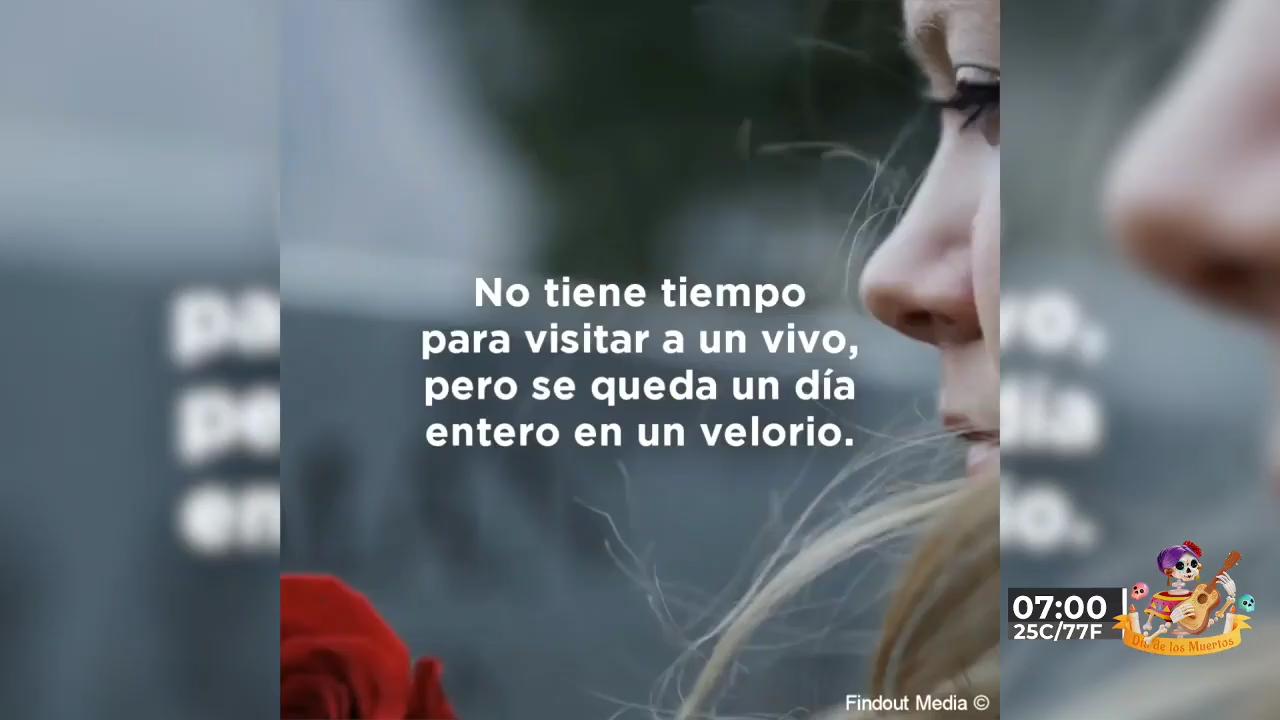 No tiene tiempo
para visitar a un vivo,
pero se queda un día
entero en un velorio.
07:00
25C/77F
Día de los Muertos
Findout Media ©